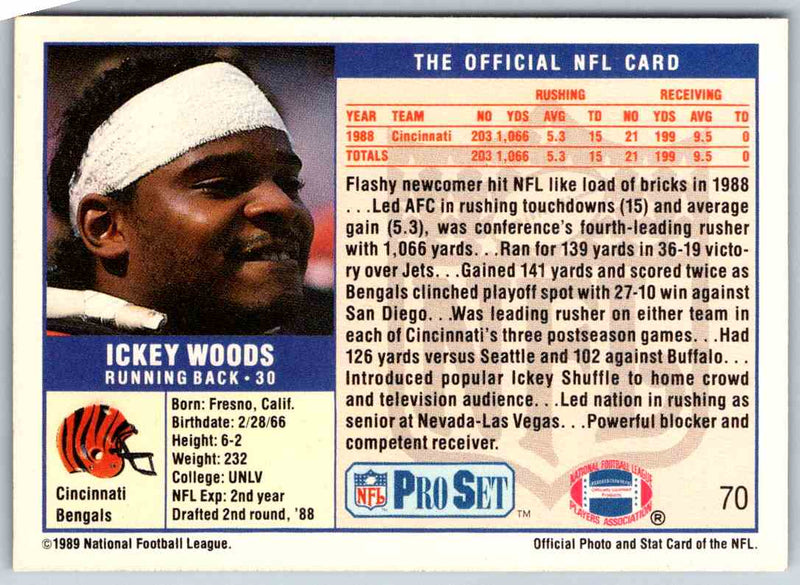 THE OFFICIAL NFL CARD
RUSHING RECEIVING
YEAR TEAM NO YDS AVG TD NO YDS AVG TD
1988 Cincinnati 203 1,066 5.3 15 21 199 9.5 0
TOTALS 203 1,066 5.3 15 21 199 9.5 0
Flashy newcomer hit NFL like load of bricks in 1988
. . .Led AFC in rushing touchdowns (15) and average
gain (5.3), was conference's fourth-leading rusher
with 1,066 yards. . .Ran for 139 yards in 36-19 victo-
ry over Jets. . .Gained 141 yards and scored twice as
Bengals clinched playoff spot with 27-10 win against
San Diego. . .Was leading rusher on either team in
each of Cincinnati's three postseason games. . .Had
126 yards versus Seattle and 102 against Buffalo. . .
Introduced popular Ickey Shuffle to home crowd
and television audience. . .Led nation in rushing as
senior at Nevada-Las Vegas. . .Powerful blocker and
competent receiver.
ICKEY WOODS
RUNNING BACK • 30
Cincinnati
Bengals
Born: Fresno, Calif.
Birthdate: 2/28/66
Height: 6-2
Weight: 232
College: UNLV
NFL Exp: 2nd year
Drafted 2nd round, '88
NFL
PRO SET ™
NATIONAL FOOTBALL LEAGUE
PLAYERS ASSOCIATION ®
70
©1989 National Football League.
Official Photo and Stat Card of the NFL.